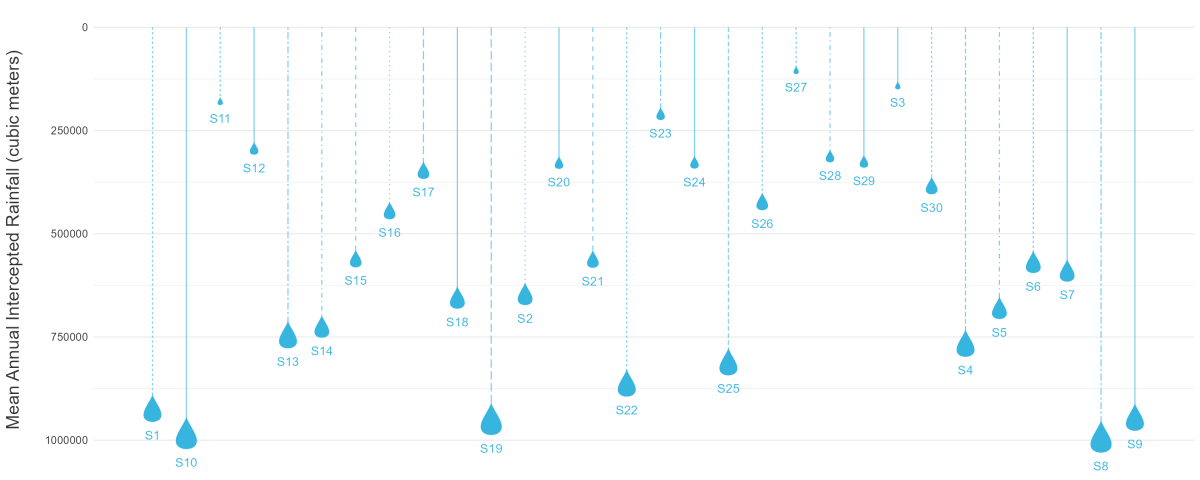 Mean Annual Intercepted Rainfall (cubic meters)
0
250000
500000
750000
1000000
S1
S10
S11
S12
S13
S14
S15
S16
S17
S18
S19
S2
S20
S21
S22
S23
S24
S25
S26
S27
S28
S29
S3
S30
S4
S5
S6
S7
S8
S9